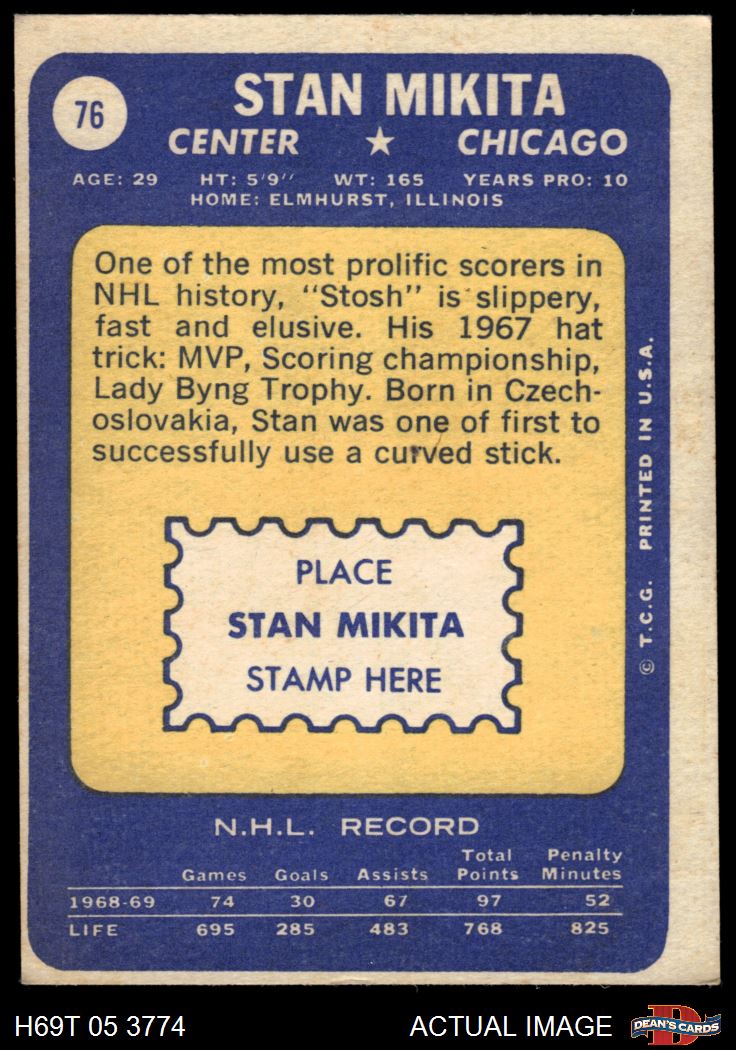 76
STAN MIKITA
CENTER ★ CHICAGO
AGE: 29 HT: 5'9'' WT: 165 YEARS PRO: 10
HOME: ELMHURST, ILLINOIS
One of the most prolific scorers in
NHL history, "Stosh" is slippery,
fast and elusive. His 1967 hat
trick: MVP, Scoring championship,
Lady Byng Trophy. Born in Czech-
oslovakia, Stan was one of first to
successfully use a curved stick.
PLACE
STAN MIKITA
STAMP HERE
© T.C.G. PRINTED IN U.S.A.
N.H.L. RECORD
Games Goals Assists Total Points Penalty Minutes
1968-69 74 30 67 97 52
LIFE 695 285 483 768 825
H69T 05 3774 ACTUAL IMAGE DEAN'S CARDS